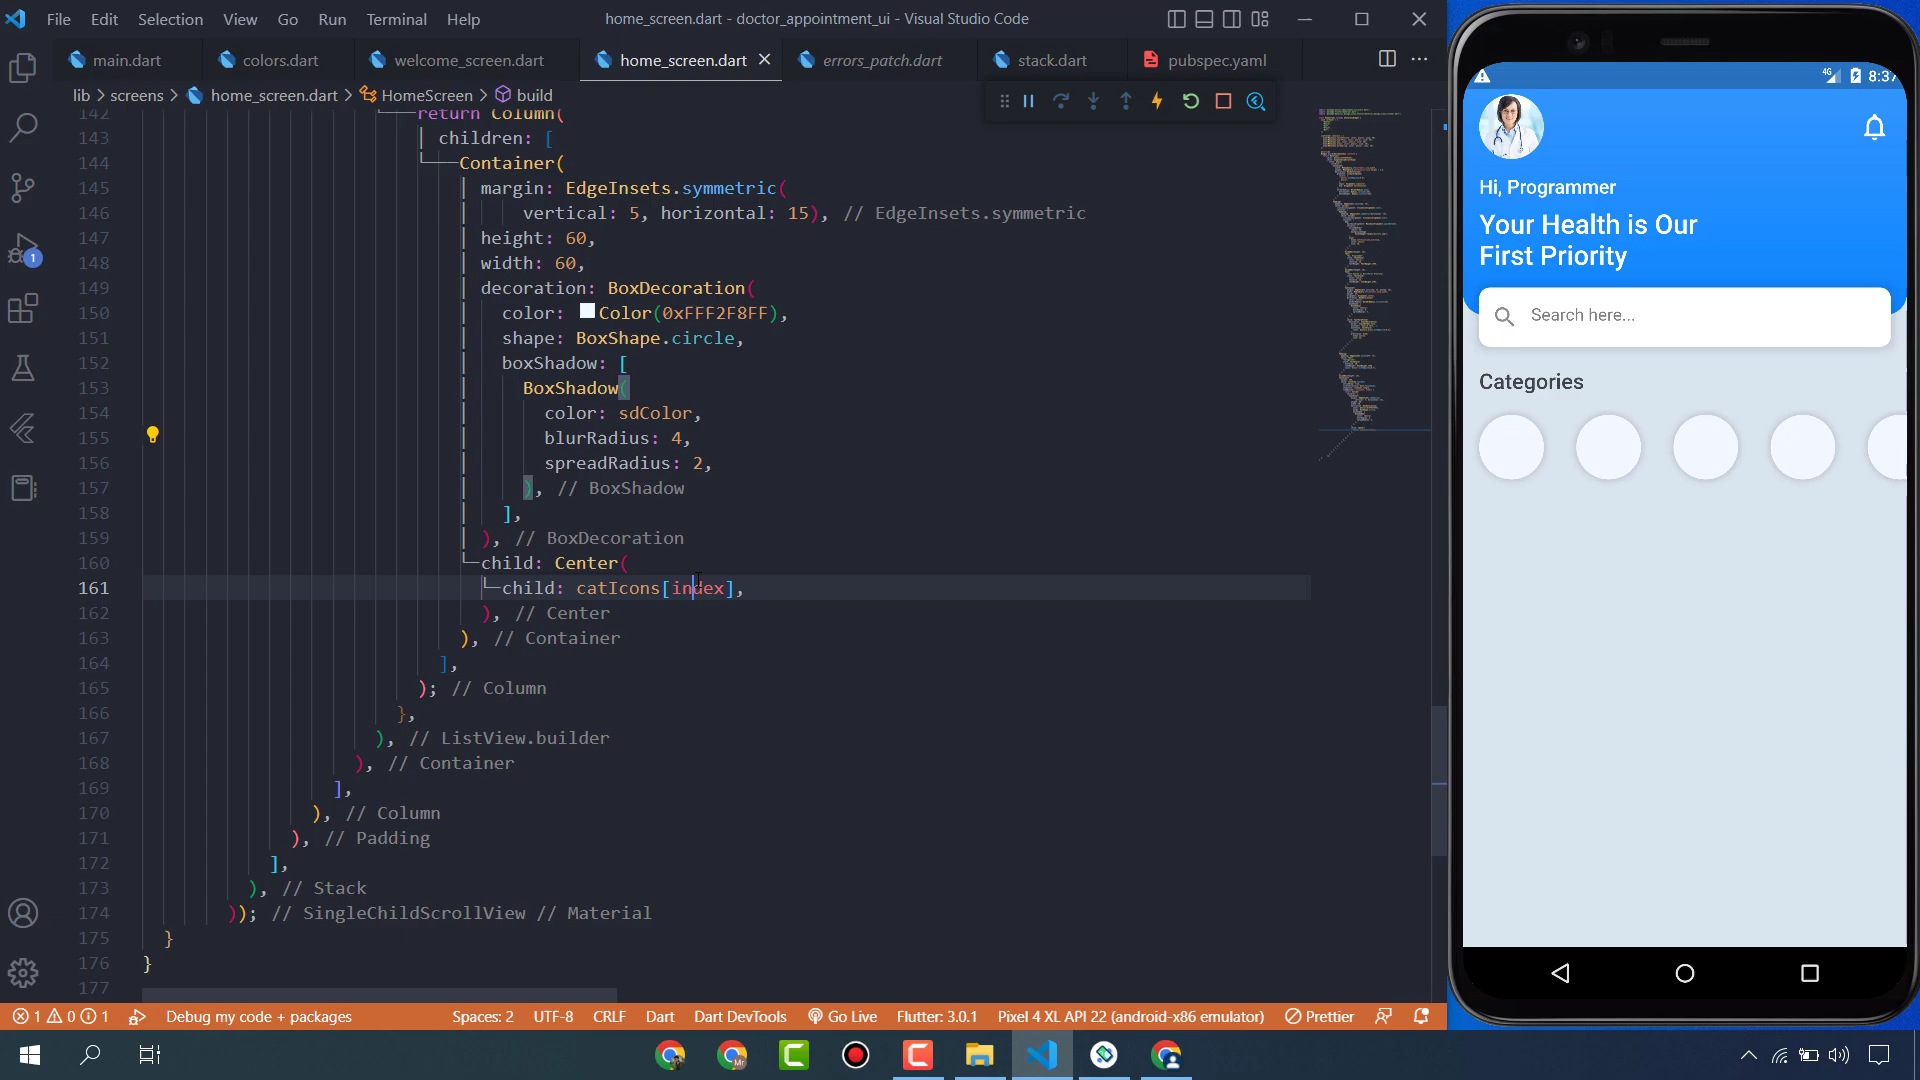 File Edit Selection View Go Run Terminal Help
home_screen.dart - doctor_appointment_ui - Visual Studio Code
main.dart colors.dart welcome_screen.dart home_screen.dart errors_patch.dart stack.dart pubspec.yaml
lib > screens > home_screen.dart > HomeScreen > build
142 return Column(
143 children: [
144 Container(
145 margin: EdgeInsets.symmetric(
146 vertical: 5, horizontal: 15), // EdgeInsets.symmetric
147 height: 60,
148 width: 60,
149 decoration: BoxDecoration(
150 color: Color(0xFFF2F8FF),
151 shape: BoxShape.circle,
152 boxShadow: [
153 BoxShadow(
154 color: sdColor,
155 blurRadius: 4,
156 spreadRadius: 2,
157 ), // BoxShadow
158 ],
159 ), // BoxDecoration
160 child: Center(
161 child: catIcons[index],
162 ), // Center
163 ), // Container
164 ],
165 ); // Column
166 },
167 ), // ListView.builder
168 ), // Container
169 ],
170 ), // Column
171 ), // Padding
172 ],
173 ), // Stack
174 )); // SingleChildScrollView // Material
175 }
176 }
177
1
1 0 1 Debug my code + packages Spaces: 2 UTF-8 CRLF Dart Dart DevTools Go Live Flutter: 3.0.1 Pixel 4 XL API 22 (android-x86 emulator) Prettier
4G 8:37
Hi, Programmer
Your Health is Our
First Priority
Search here...
Categories